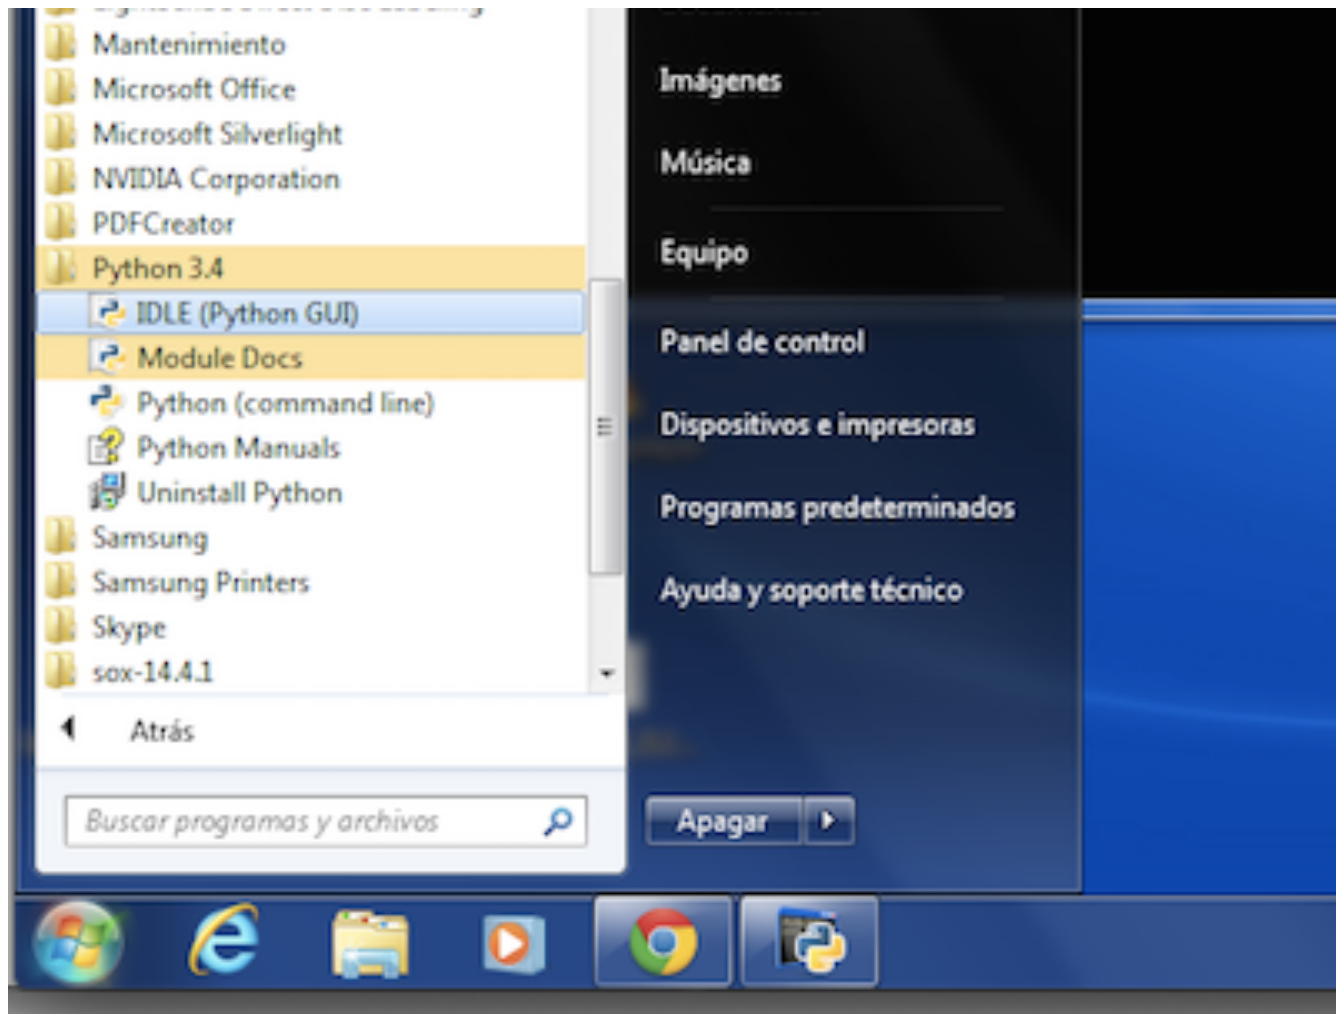 Mantenimiento
Microsoft Office
Microsoft Silverlight
NVIDIA Corporation
PDFCreator
Python 3.4
IDLE (Python GUI)
Module Docs
Python (command line)
Python Manuals
Uninstall Python
Samsung
Samsung Printers
Skype
sox-14.4.1
Atrás
Buscar programas y archivos
Imágenes
Música
Equipo
Panel de control
Dispositivos e impresoras
Programas predeterminados
Ayuda y soporte técnico
Apagar